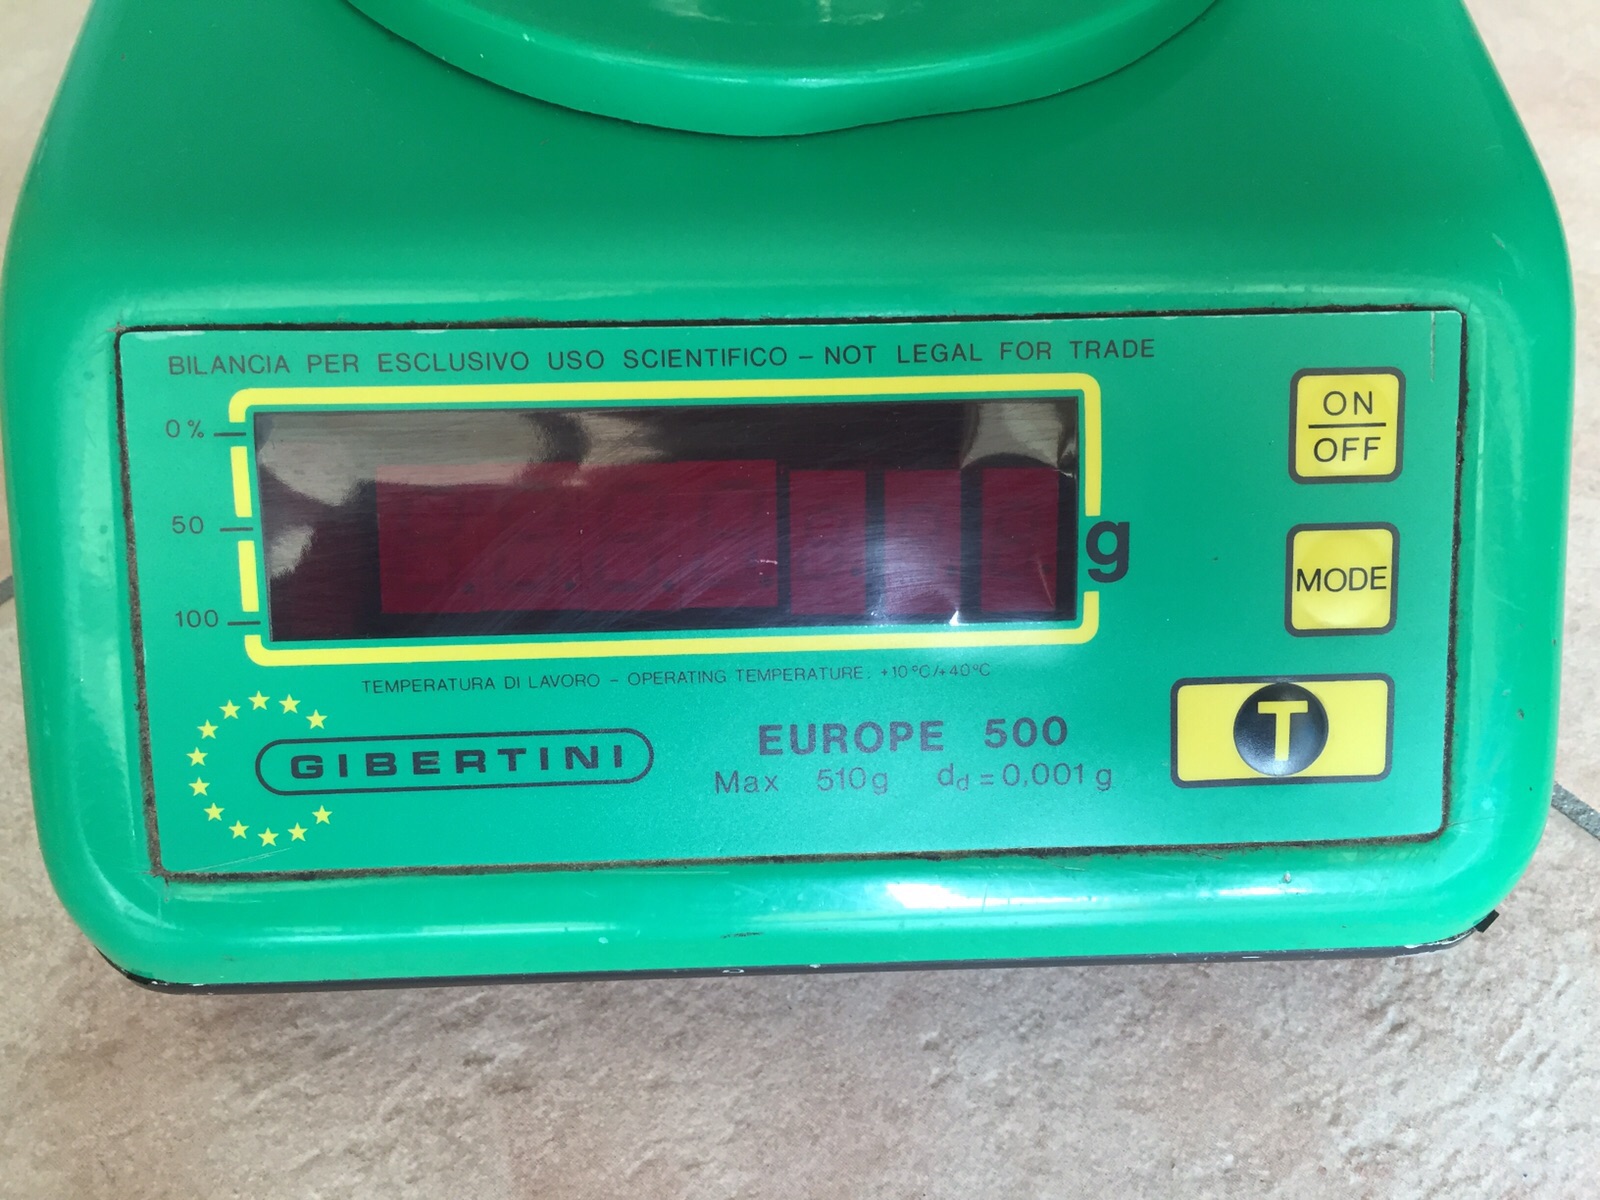 BILANCIA PER ESCLUSIVO USO SCIENTIFICO – NOT LEGAL FOR TRADE
0 %
50
100
g
ON
OFF
MODE
TEMPERATURA DI LAVORO – OPERATING TEMPERATURE: +10°C/+40°C
GIBERTINI
EUROPE 500
Max 510g dd = 0,001 g
T